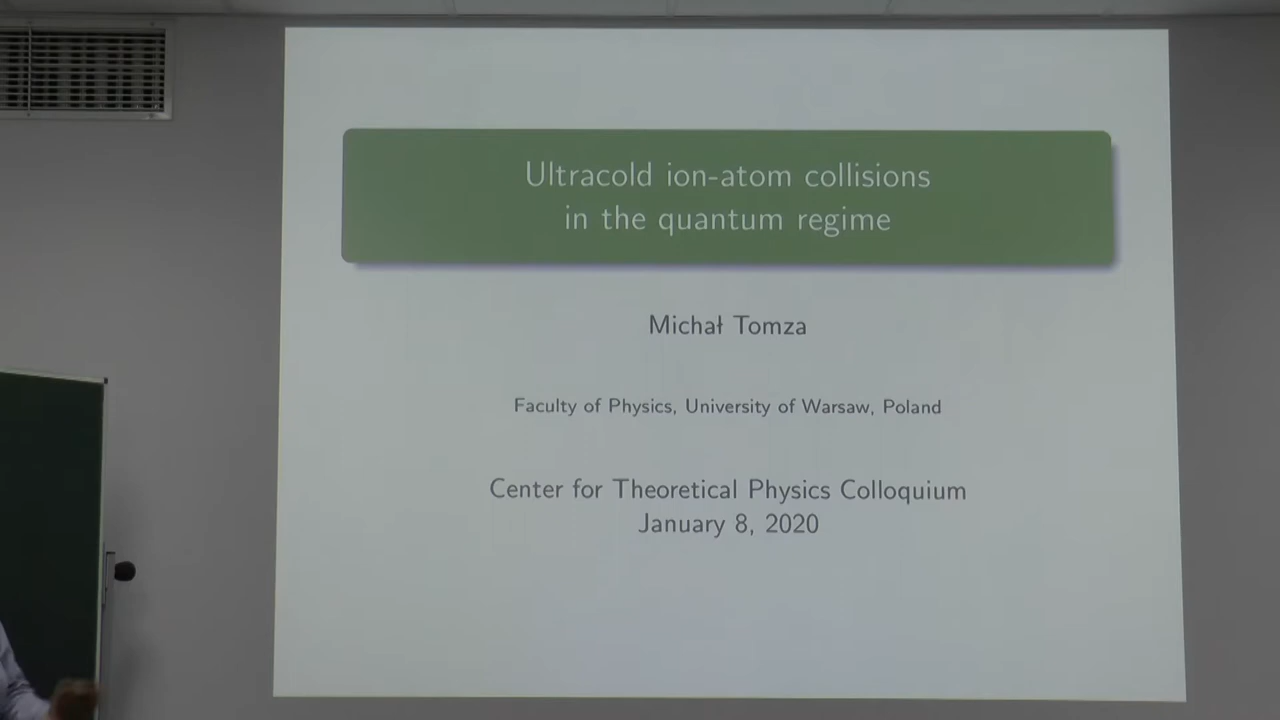 Ultracold ion-atom collisions
in the quantum regime
Michał Tomza
Faculty of Physics, University of Warsaw, Poland
Center for Theoretical Physics Colloquium
January 8, 2020